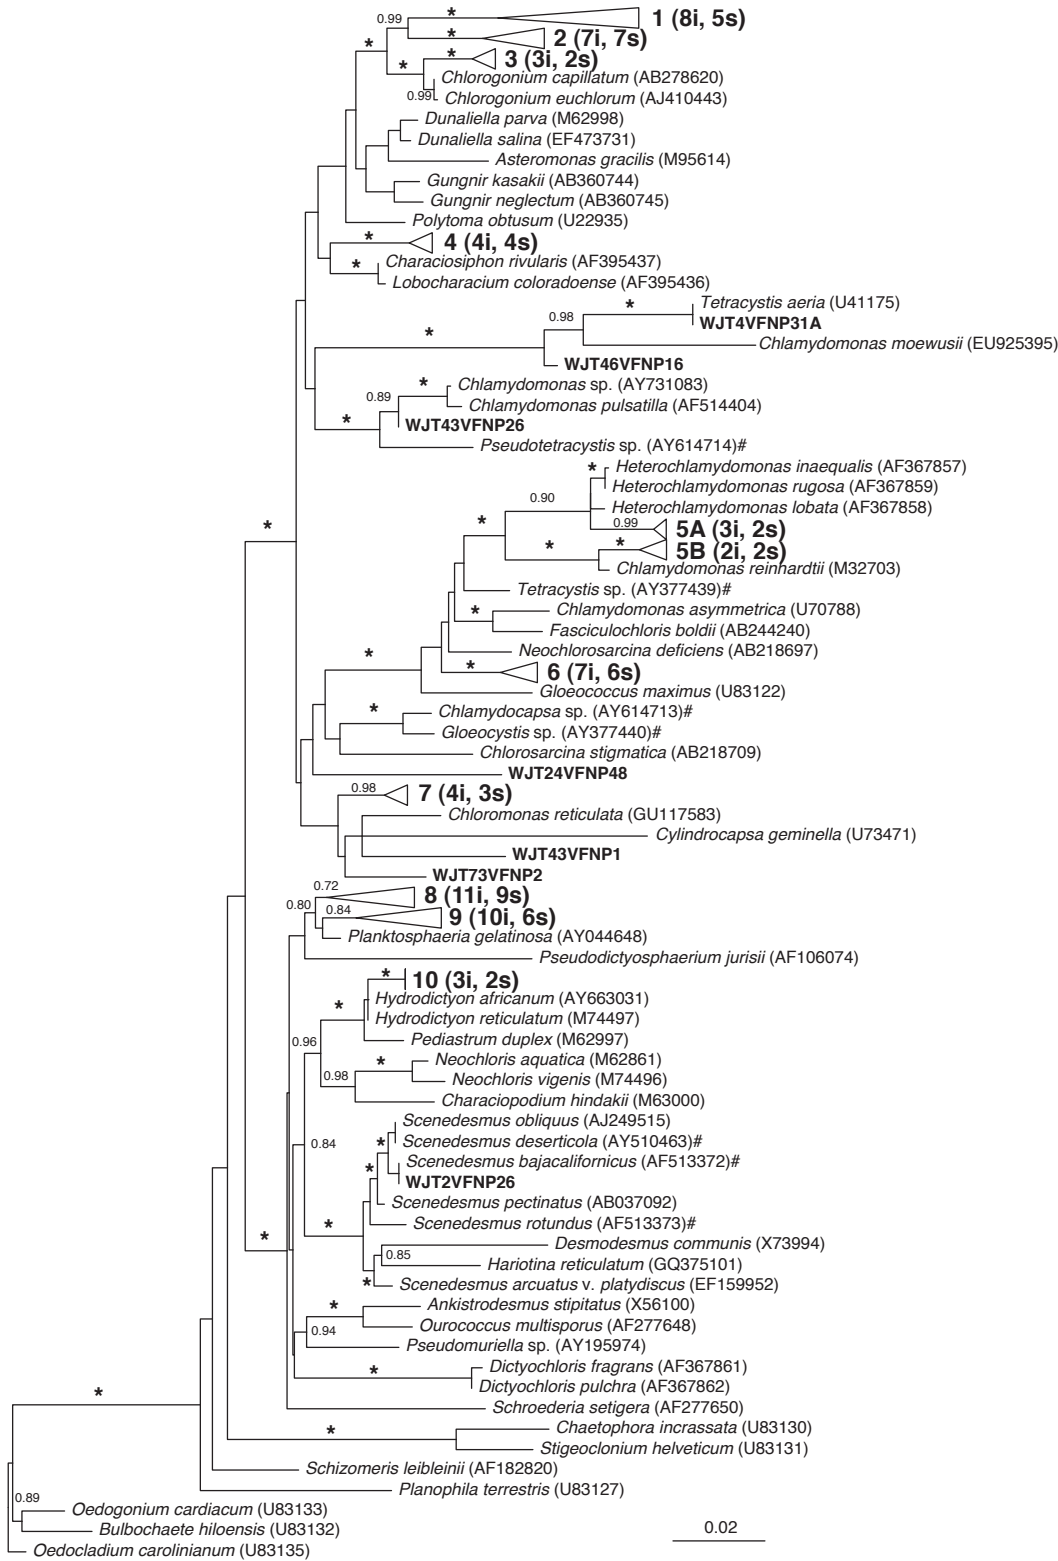 *
0.99
1 (8i, 5s)
*
2 (7i, 7s)
*
*
3 (3i, 2s)
*
Chlorogonium capillatum (AB278620)
0.99
Chlorogonium euchlorum (AJ410443)
Dunaliella parva (M62998)
Dunaliella salina (EF473731)
Asteromonas gracilis (M95614)
Gungnir kasakii (AB360744)
Gungnir neglectum (AB360745)
Polytoma obtusum (U22935)
*
4 (4i, 4s)
*
Characiosiphon rivularis (AF395437)
Lobocharacium coloradoense (AF395436)
*
Tetracystis aeria (U41175)
0.98
WJT4VFNP31A
*
Chlamydomonas moewusii (EU925395)
WJT46VFNP16
*
Chlamydomonas sp. (AY731083)
0.89
Chlamydomonas pulsatilla (AF514404)
*
WJT43VFNP26
Pseudotetracystis sp. (AY614714)#
*
Heterochlamydomonas inaequalis (AF367857)
Heterochlamydomonas rugosa (AF367859)
0.90
Heterochlamydomonas lobata (AF367858)
*
*
0.99
5A (3i, 2s)
*
*
5B (2i, 2s)
Chlamydomonas reinhardtii (M32703)
Tetracystis sp. (AY377439)#
*
Chlamydomonas asymmetrica (U70788)
Fasciculochloris boldii (AB244240)
Neochlorosarcina deficiens (AB218697)
*
*
6 (7i, 6s)
Gloeococcus maximus (U83122)
*
Chlamydocapsa sp. (AY614713)#
Gloeocystis sp. (AY377440)#
Chlorosarcina stigmatica (AB218709)
WJT24VFNP48
0.98
7 (4i, 3s)
Chloromonas reticulata (GU117583)
Cylindrocapsa geminella (U73471)
WJT43VFNP1
WJT73VFNP2
0.72
8 (11i, 9s)
0.80
0.84
9 (10i, 6s)
Planktosphaeria gelatinosa (AY044648)
Pseudodictyosphaerium jurisii (AF106074)
*
10 (3i, 2s)
*
Hydrodictyon africanum (AY663031)
Hydrodictyon reticulatum (M74497)
0.96
Pediastrum duplex (M62997)
*
Neochloris aquatica (M62861)
0.98
Neochloris vigenis (M74496)
Characiopodium hindakii (M63000)
Scenedesmus obliquus (AJ249515)
0.84
*
Scenedesmus deserticola (AY510463)#
*
Scenedesmus bajacalifornicus (AF513372)#
WJT2VFNP26
Scenedesmus pectinatus (AB037092)
*
Scenedesmus rotundus (AF513373)#
*
Desmodesmus communis (X73994)
0.85
Hariotina reticulatum (GQ375101)
*
Scenedesmus arcuatus v. platydiscus (EF159952)
*
Ankistrodesmus stipitatus (X56100)
Ourococcus multisporus (AF277648)
0.94
Pseudomuriella sp. (AY195974)
*
Dictyochloris fragrans (AF367861)
Dictyochloris pulchra (AF367862)
*
Schroederia setigera (AF277650)
*
Chaetophora incrassata (U83130)
Stigeoclonium helveticum (U83131)
Schizomeris leibleinii (AF182820)
Planophila terrestris (U83127)
0.89
Oedogonium cardiacum (U83133)
Bulbochaete hiloensis (U83132)
Oedocladium carolinianum (U83135)
0.02